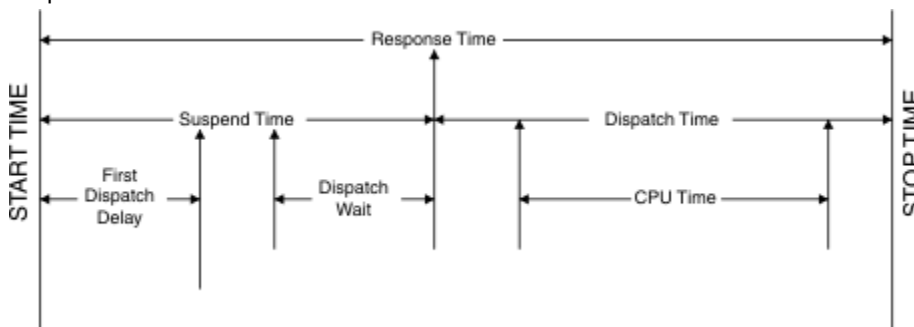 Response Time
START TIME
Suspend Time
Dispatch Time
STOP TIME
First
Dispatch
Delay
Dispatch
Wait
CPU Time